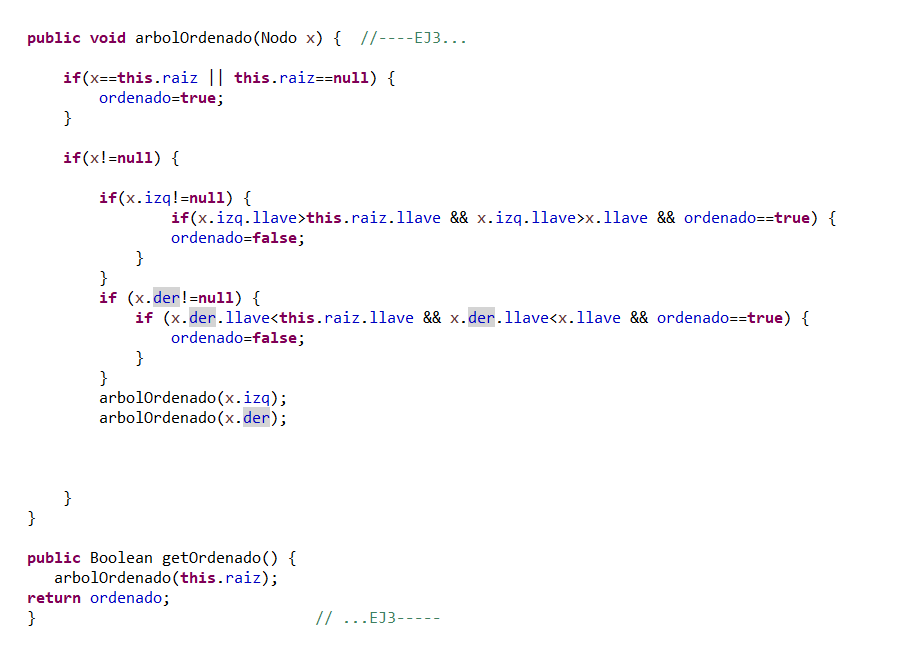 public void arbolOrdenado(Nodo x) {  //----EJ3...
if(x==this.raiz || this.raiz==null) {
ordenado=true;
}
if(x!=null) {
if(x.izq!=null) {
if(x.izq.llave>this.raiz.llave && x.izq.llave>x.llave && ordenado==true) {
ordenado=false;
}
}
if (x.der!=null) {
if (x.der.llave<this.raiz.llave && x.der.llave<x.llave && ordenado==true) {
ordenado=false;
}
}
arbolOrdenado(x.izq);
arbolOrdenado(x.der);
}
}
public Boolean getOrdenado() {
arbolOrdenado(this.raiz);
return ordenado;
} // ...EJ3-----